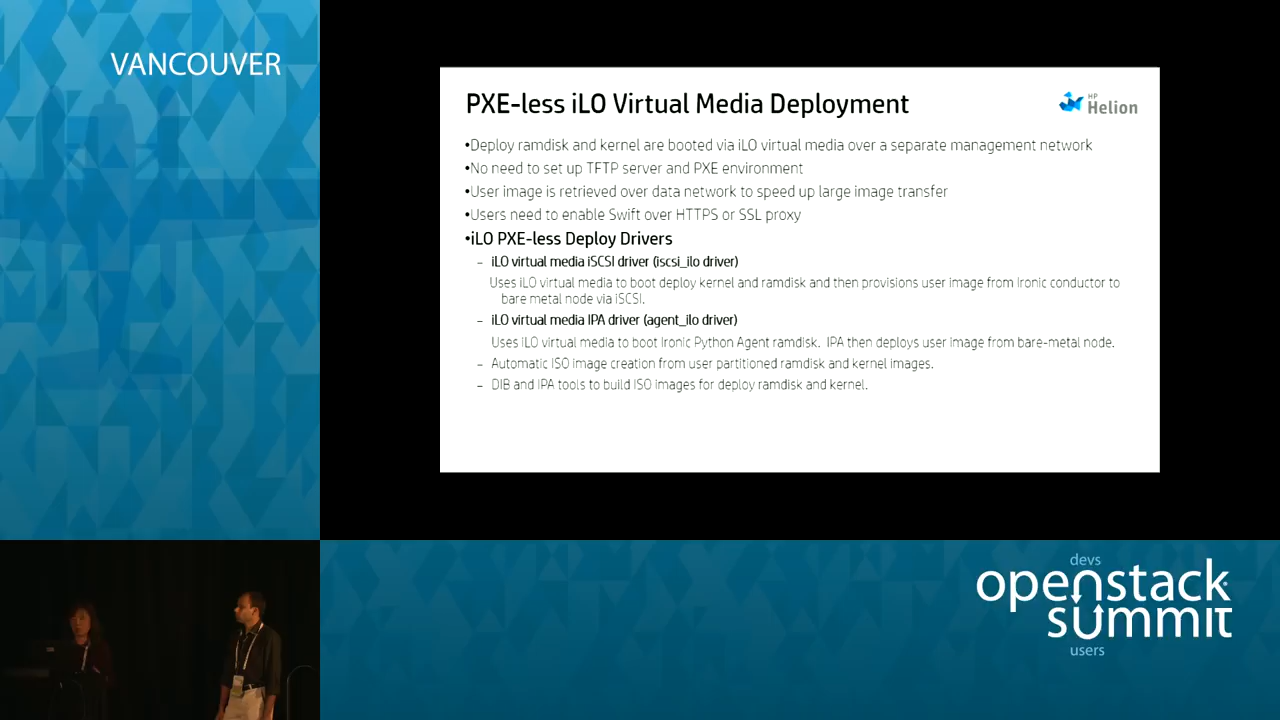 VANCOUVER
PXE-less iLO Virtual Media Deployment
HP
Helion
•Deploy ramdisk and kernel are booted via iLO virtual media over a separate management network
•No need to set up TFTP server and PXE environment
•User image is retrieved over data network to speed up large image transfer
•Users need to enable Swift over HTTPS or SSL proxy
•iLO PXE-less Deploy Drivers
– iLO virtual media iSCSI driver (iscsi_ilo driver)
Uses iLO virtual media to boot deploy kernel and ramdisk and then provisions user image from Ironic conductor to
bare metal node via iSCSI.
– iLO virtual media IPA driver (agent_ilo driver)
Uses iLO virtual media to boot Ironic Python Agent ramdisk. IPA then deploys user image from bare-metal node.
– Automatic ISO image creation from user partitioned ramdisk and kernel images.
– DIB and IPA tools to build ISO images for deploy ramdisk and kernel.
devs
openstack
summit
users